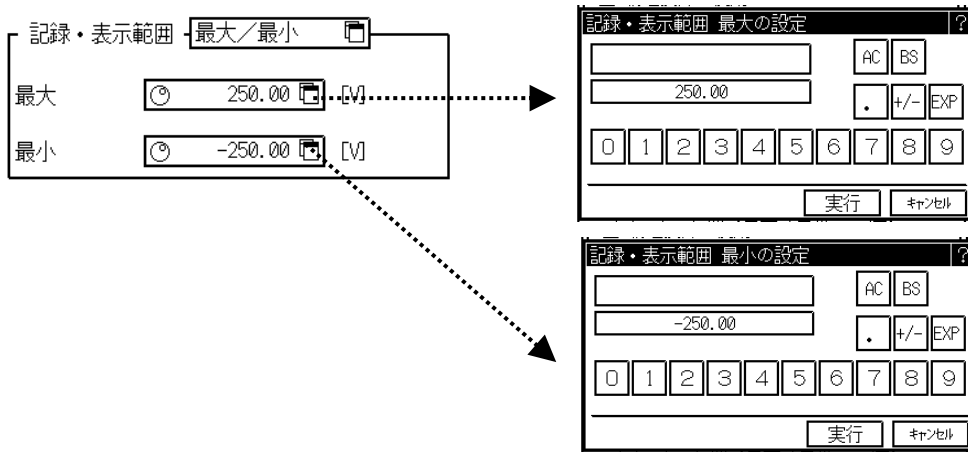 記録・表示範囲 最大／最小
最大 250.00 [V]
最小 -250.00 [V]
記録・表示範囲 最大の設定 ?
AC BS
250.00
. +/- EXP
0 1 2 3 4 5 6 7 8 9
実行 ｷｬﾝｾﾙ
記録・表示範囲 最小の設定 ?
AC BS
-250.00
. +/- EXP
0 1 2 3 4 5 6 7 8 9
実行 ｷｬﾝｾﾙ